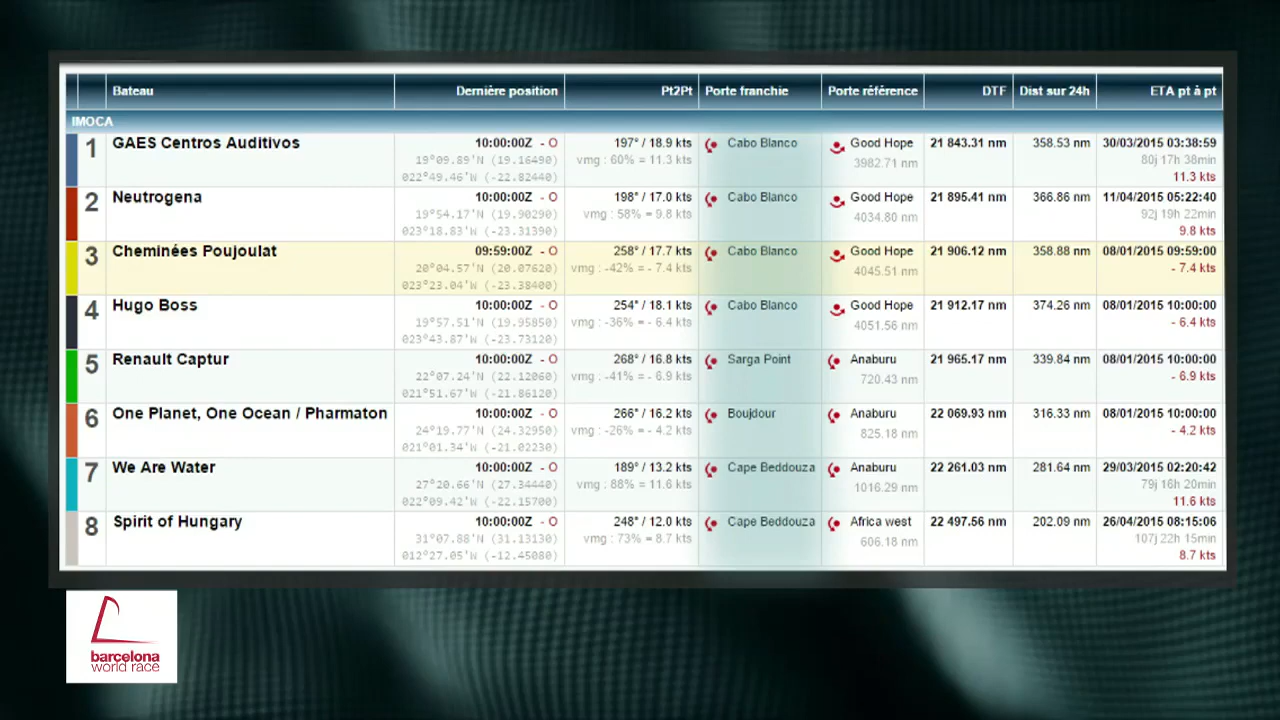 Bateau Dernière position Pt2Pt Porte franchie Porte référence DTF Dist sur 24h ETA pt à pt
IMOCA
1 GAES Centros Auditivos 10:00:00Z - O 197° / 18.9 kts Cabo Blanco Good Hope 21 843.31 nm 358.53 nm 30/03/2015 03:38:59
19°09.89'N (19.16490) vmg : 60% = 11.3 kts 3982.71 nm 80j 17h 38min
022°49.46'W (-22.82440) 11.3 kts
2 Neutrogena 10:00:00Z - O 198° / 17.0 kts Cabo Blanco Good Hope 21 895.41 nm 366.86 nm 11/04/2015 05:22:40
19°54.17'N (19.90290) vmg : 58% = 9.8 kts 4034.80 nm 92j 19h 22min
023°18.83'W (-23.31390) 9.8 kts
3 Cheminées Poujoulat 09:59:00Z - O 258° / 17.7 kts Cabo Blanco Good Hope 21 906.12 nm 358.88 nm 08/01/2015 09:59:00
20°04.57'N (20.07620) vmg : -42% = - 7.4 kts 4045.51 nm - 7.4 kts
023°23.04'W (-23.38400)
4 Hugo Boss 10:00:00Z - O 254° / 18.1 kts Cabo Blanco Good Hope 21 912.17 nm 374.26 nm 08/01/2015 10:00:00
19°57.51'N (19.95850) vmg : -36% = - 6.4 kts 4051.56 nm - 6.4 kts
023°43.87'W (-23.73120)
5 Renault Captur 10:00:00Z - O 268° / 16.8 kts Sarga Point Anaburu 21 965.17 nm 339.84 nm 08/01/2015 10:00:00
22°07.24'N (22.12060) vmg : -41% = - 6.9 kts 720.43 nm - 6.9 kts
021°51.67'W (-21.86120)
6 One Planet, One Ocean / Pharmaton 10:00:00Z - O 266° / 16.2 kts Boujdour Anaburu 22 069.93 nm 316.33 nm 08/01/2015 10:00:00
24°19.77'N (24.32950) vmg : -26% = - 4.2 kts 825.18 nm - 4.2 kts
021°01.34'W (-21.02230)
7 We Are Water 10:00:00Z - O 189° / 13.2 kts Cape Beddouza Anaburu 22 261.03 nm 281.64 nm 29/03/2015 02:20:42
27°20.66'N (27.34440) vmg : 88% = 11.6 kts 1016.29 nm 79j 16h 20min
022°09.42'W (-22.15700) 11.6 kts
8 Spirit of Hungary 10:00:00Z - O 248° / 12.0 kts Cape Beddouza Africa west 22 497.56 nm 202.09 nm 26/04/2015 08:15:06
31°07.88'N (31.13130) vmg : 73% = 8.7 kts 606.18 nm 107j 22h 15min
012°27.05'W (-12.45080) 8.7 kts
barcelona
world race